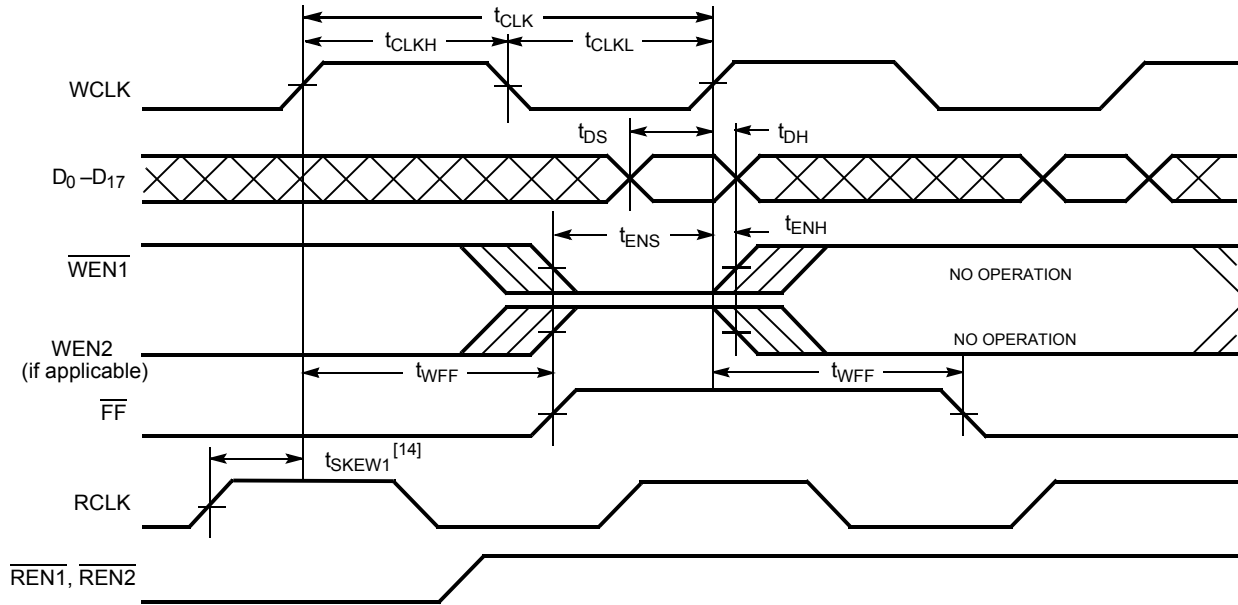 tCLK
tCLKH tCLKL
WCLK
tDS tDH
D0 –D17
tENS tENH
WEN1 NO OPERATION
NO OPERATION
WEN2
(if applicable)
tWFF tWFF
FF
tSKEW1[14]
RCLK
REN1, REN2